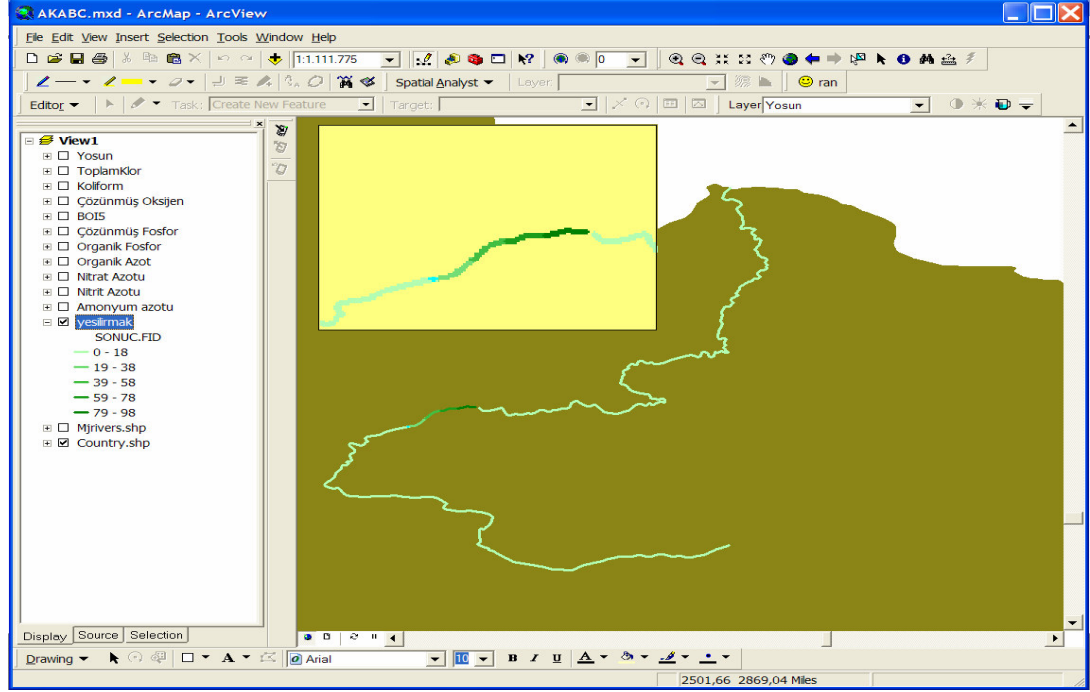 AKABC.mxd - ArcMap - ArcView
File Edit View Insert Selection Tools Window Help
1:1.111.775 0
Spatial Analyst Layer: ran
Editor Task: Create New Feature Target: Layer Yosun
View1
Yosun
ToplamKlor
Koliform
Çözünmüş Oksijen
BOI5
Çözünmüş Fosfor
Organik Fosfor
Organik Azot
Nitrat Azotu
Nitrit Azotu
Amonyum azotu
yesilirmak
SONUC.FID
0 - 18
19 - 38
39 - 58
59 - 78
79 - 98
Mjrivers.shp
Country.shp
Display Source Selection
Drawing A Arial 10 B I U A
2501,66 2869,04 Miles